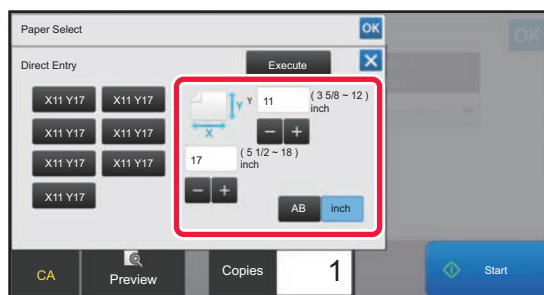 Paper Select
OK
OK
Direct Entry
Execute
X11 Y17
X11 Y17
X11 Y17
X11 Y17
X11 Y17
X11 Y17
X11 Y17
Y
X
Y
11
( 3 5/8 ~ 12 )
inch
17
( 5 1/2 ~ 18 )
inch
AB
inch
CA
Preview
Copies
1
Start